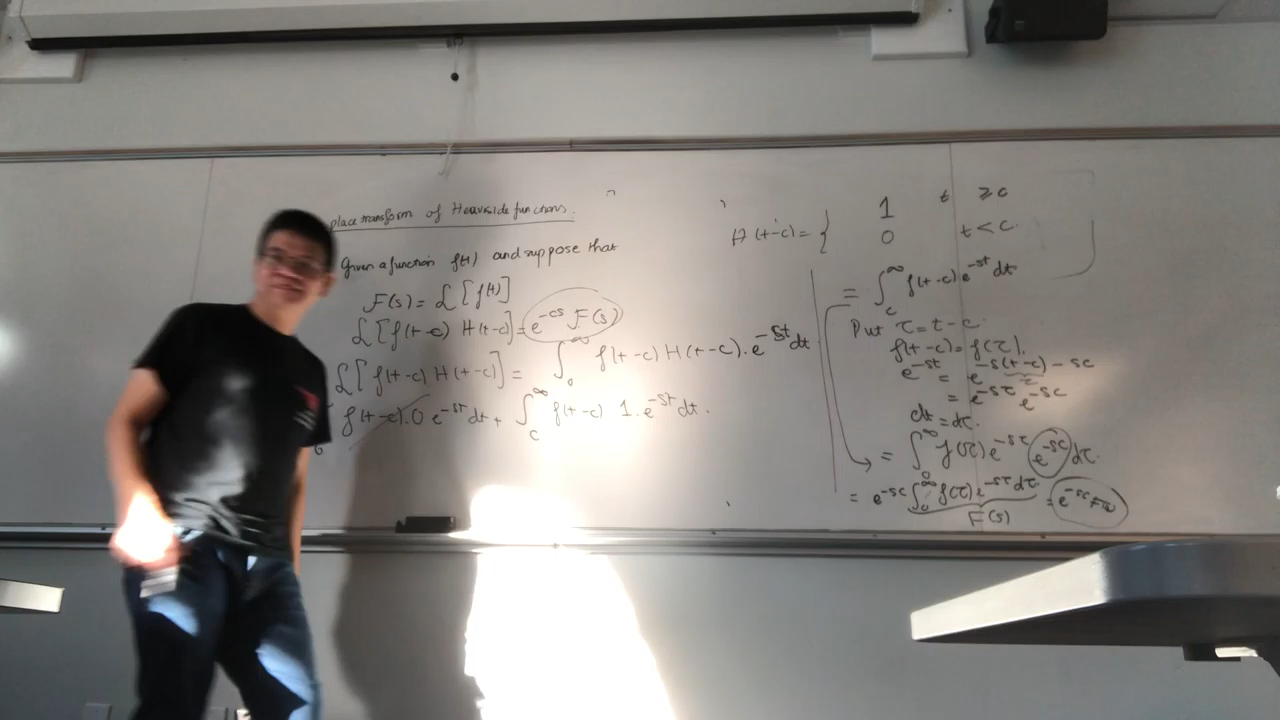 place transform of Heaviside functions.
Given a function f(t) and suppose that
F(s) = ℒ[f(t)]
ℒ[f(t-c) H(t-c)] = e^{-cs} F(s)
ℒ[f(t-c) H(t-c)] = ∫_0^∞ f(t-c) H(t-c). e^{-st} dt
f(t-c).0 e^{-st} dt + ∫_c^∞ f(t-c) 1. e^{-st} dt.
H(t-c) = { 1 t ≥ c
0 t < c.
= ∫_c^∞ f(t-c) e^{-st} dt
Put τ = t - c.
f(t-c) = f(τ).
e^{-st} = e^{-s(t-c) - sc}
= e^{-sτ} e^{-sc}
dt = dτ.
= ∫_0^∞ f(τ) e^{-sτ} e^{-sc} dτ.
= e^{-sc} ∫_0^∞ f(τ) e^{-sτ} dτ = e^{-sc} F(s)
F(s)